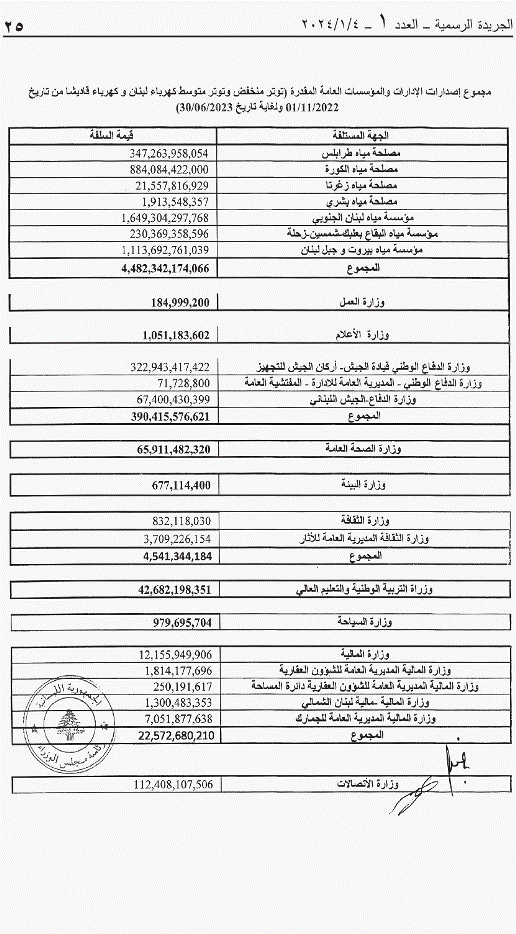 الجريدة الرسمية ــ العدد ١ ــ ٢٠٢٤/١/٤
٢٥
مجموع إصدارات الإدارات والمؤسسات العامة المقدرة (توتر منخفض وتوتر متوسط كهرباء لبنان و كهرباء قاديشا من تاريخ
01/11/2022 ولغاية تاريخ 30/06/2023)
الجهة المستلفة قيمة السلفة
مصلحة مياه طرابلس 347,263,958,054
مصلحة مياه الكورة 884,084,422,000
مصلحة مياه زغرتا 21,557,816,929
مصلحة مياه بشري 1,913,548,357
مؤسسة مياه لبنان الجنوبي 1,649,304,297,768
مؤسسة مياه البقاع بعلبك-شمسين-زحلة 230,369,358,596
مؤسسة مياه بيروت و جبل لبنان 1,113,692,761,039
المجموع 4,482,342,174,066
وزارة العمل 184,999,200
وزارة الأعلام 1,051,183,602
وزارة الدفاع الوطني قيادة الجيش- أركان الجيش للتجهيز 322,943,417,422
وزارة الدفاع الوطني - المديرية العامة للادارة - المفتشية العامة 71,728,800
وزارة الدفاع-الجيش اللبناني 67,400,430,399
المجموع 390,415,576,621
وزارة الصحة العامة 65,911,482,320
وزارة البيئة 677,114,400
وزارة الثقافة 832,118,030
وزارة الثقافة المديرية العامة للأثار 3,709,226,154
المجموع 4,541,344,184
وزراة التربية الوطنية والتعليم العالي 42,682,198,351
وزارة السياحة 979,695,704
وزارة المالية 12,155,949,906
وزارة المالية المديرية العامة للشؤون العقارية 1,814,177,696
وزارة المالية المديرية العامة للشؤون العقارية دائرة المساحة 250,191,617
وزارة المالية -مالية لبنان الشمالي 1,300,483,353
وزارة المالية المديرية العامة للجمارك 7,051,877,638
المجموع 22,572,680,210
وزارة الأتصالات 112,408,107,506
الجمهورية اللبنانية
رئاسة مجلس الوزراء